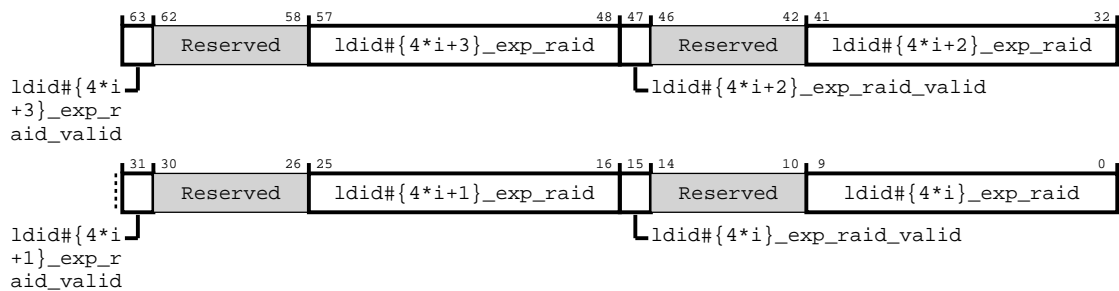 63 62 58 57 48 47 46 42 41 32
Reserved ldid#{4*i+3}_exp_raid Reserved ldid#{4*i+2}_exp_raid
ldid#{4*i
+3}_exp_r
aid_valid
ldid#{4*i+2}_exp_raid_valid
31 30 26 25 16 15 14 10 9 0
Reserved ldid#{4*i+1}_exp_raid Reserved ldid#{4*i}_exp_raid
ldid#{4*i
+1}_exp_r
aid_valid
ldid#{4*i}_exp_raid_valid